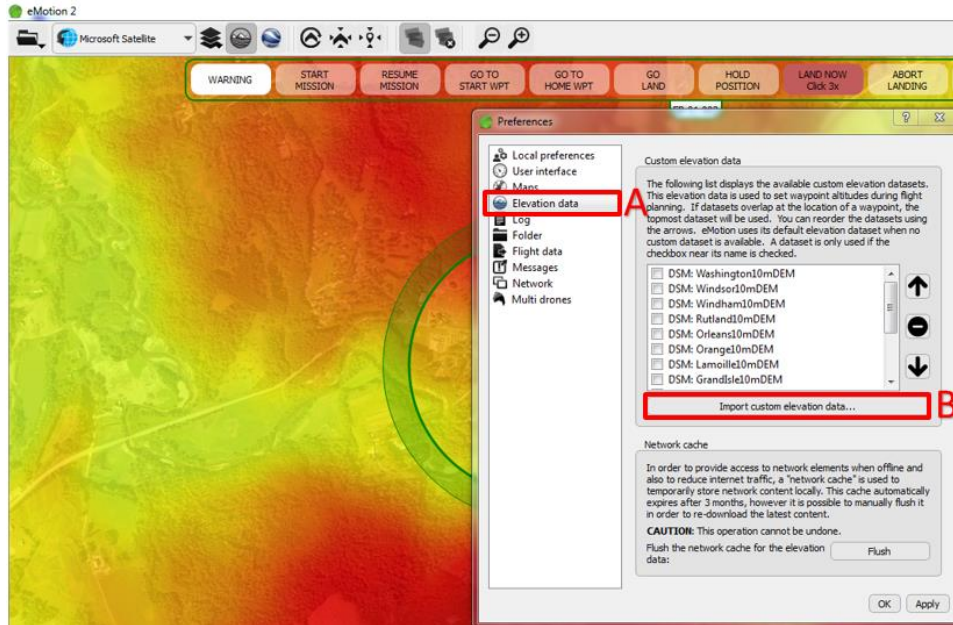 eMotion 2
Microsoft Satellite
WARNING
START
MISSION
RESUME
MISSION
GO TO
START WPT
GO TO
HOME WPT
GO
LAND
HOLD
POSITION
LAND NOW
Click 3x
ABORT
LANDING
Preferences
Local preferences
User interface
Maps
Elevation data
A
Log
Folder
Flight data
Messages
Network
Multi drones
Custom elevation data
The following list displays the available custom elevation datasets.
This elevation data is used to set waypoint altitudes during flight
planning. If datasets overlap at the location of a waypoint, the
topmost dataset will be used. You can reorder the datasets using
the arrows. eMotion uses its default elevation dataset when no
custom dataset is available. A dataset is only used if the
checkbox near its name is checked.
DSM: Washington10mDEM
DSM: Windsor10mDEM
DSM: Windham10mDEM
DSM: Rutland10mDEM
DSM: Orleans10mDEM
DSM: Orange10mDEM
DSM: Lamoille10mDEM
DSM: GrandIsle10mDEM
Import custom elevation data...
B
Network cache
In order to provide access to network elements when offline and
also to reduce internet traffic, a "network cache" is used to
temporarily store network content locally. This cache automatically
expires after 3 months, however it is possible to manually flush it
in order to re-download the latest content.
CAUTION: This operation cannot be undone.
Flush the network cache for the elevation
data:
Flush
OK
Apply